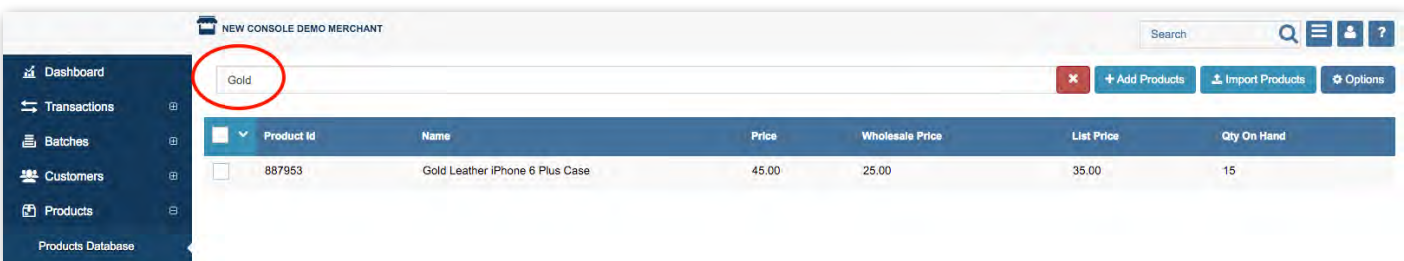 NEW CONSOLE DEMO MERCHANT
Search
?
Dashboard
Gold
+ Add Products
Import Products
Options
Transactions
Product Id Name Price Wholesale Price List Price Qty On Hand
Batches
887953 Gold Leather iPhone 6 Plus Case 45.00 25.00 35.00 15
Customers
Products
Products Database